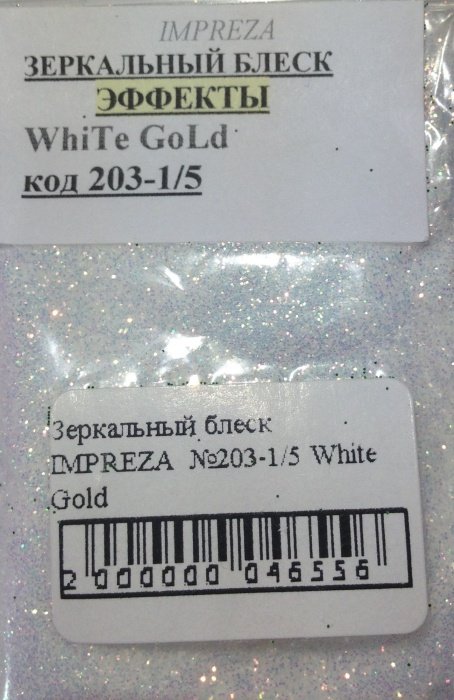 IMPREZA
ЗЕРКАЛЬНЫЙ БЛЕСК
ЭФФЕКТЫ
WhiTe GoLd
код 203-1/5
Зеркальный блеск
IMPREZA №203-1/5 White
Gold
2 000000 046556